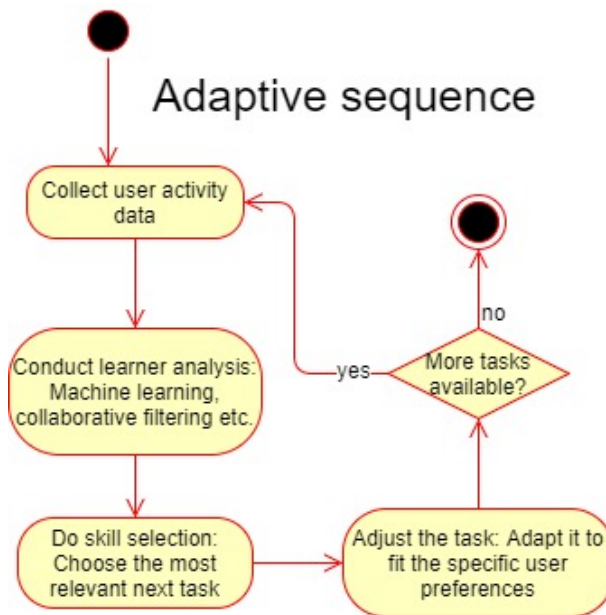 Adaptive sequence
Collect user activity
data
Conduct learner analysis:
Machine learning,
collaborative filtering etc.
Do skill selection:
Choose the most
relevant next task
Adjust the task: Adapt it to
fit the specific user
preferences
More tasks
available?
yes
no